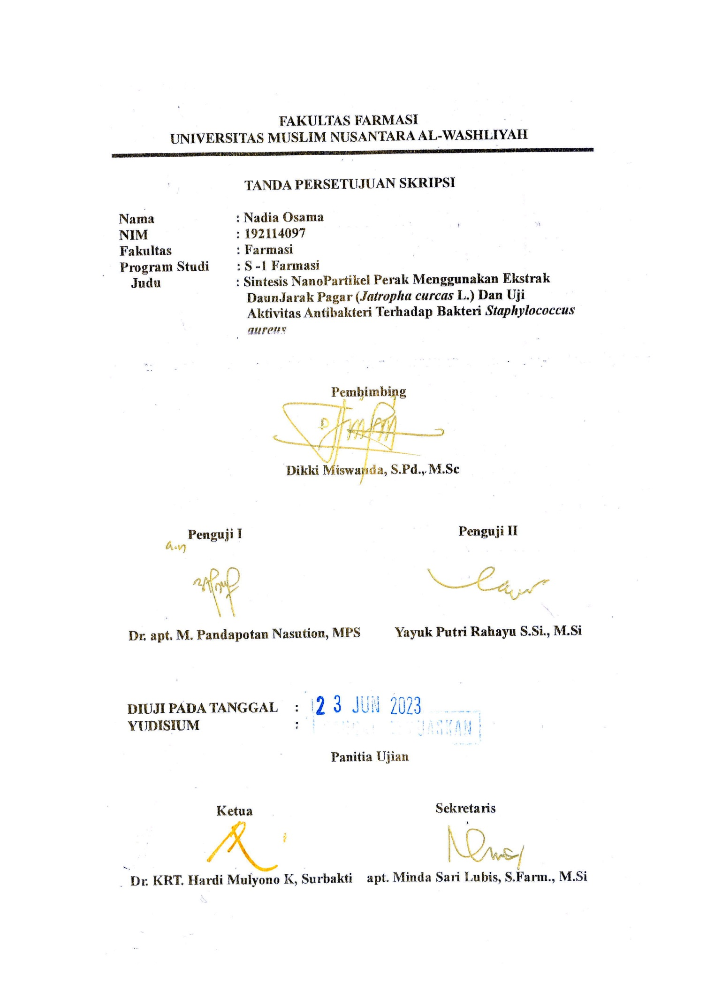 FAKULTAS FARMASI
UNIVERSITAS MUSLIM NUSANTARA AL-WASHLIYAH
TANDA PERSETUJUAN SKRIPSI
Nama : Nadia Osama
NIM : 192114097
Fakultas : Farmasi
Program Studi : S -1 Farmasi
Judu : Sintesis NanoPartikel Perak Menggunakan Ekstrak
DaunJarak Pagar (Jatropha curcas L.) Dan Uji
Aktivitas Antibakteri Terhadap Bakteri Staphylococcus
aureus
Pembimbing
Dikki Miswanda, S.Pd., M.Sc
Penguji I Penguji II
a.n
Dr. apt. M. Pandapotan Nasution, MPS Yayuk Putri Rahayu S.Si., M.Si
DIUJI PADA TANGGAL : 23 JUN 2023
YUDISIUM :
Panitia Ujian
Ketua Sekretaris
Dr. KRT. Hardi Mulyono K, Surbakti apt. Minda Sari Lubis, S.Farm., M.Si